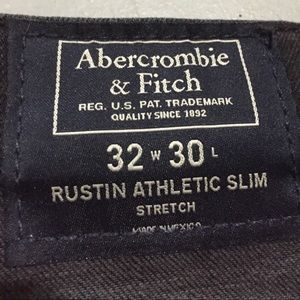 Abercrombie
& Fitch
REG. U.S. PAT. TRADEMARK
QUALITY SINCE 1892
32 W 30 L
RUSTIN ATHLETIC SLIM
STRETCH
MADE IN MEXICO